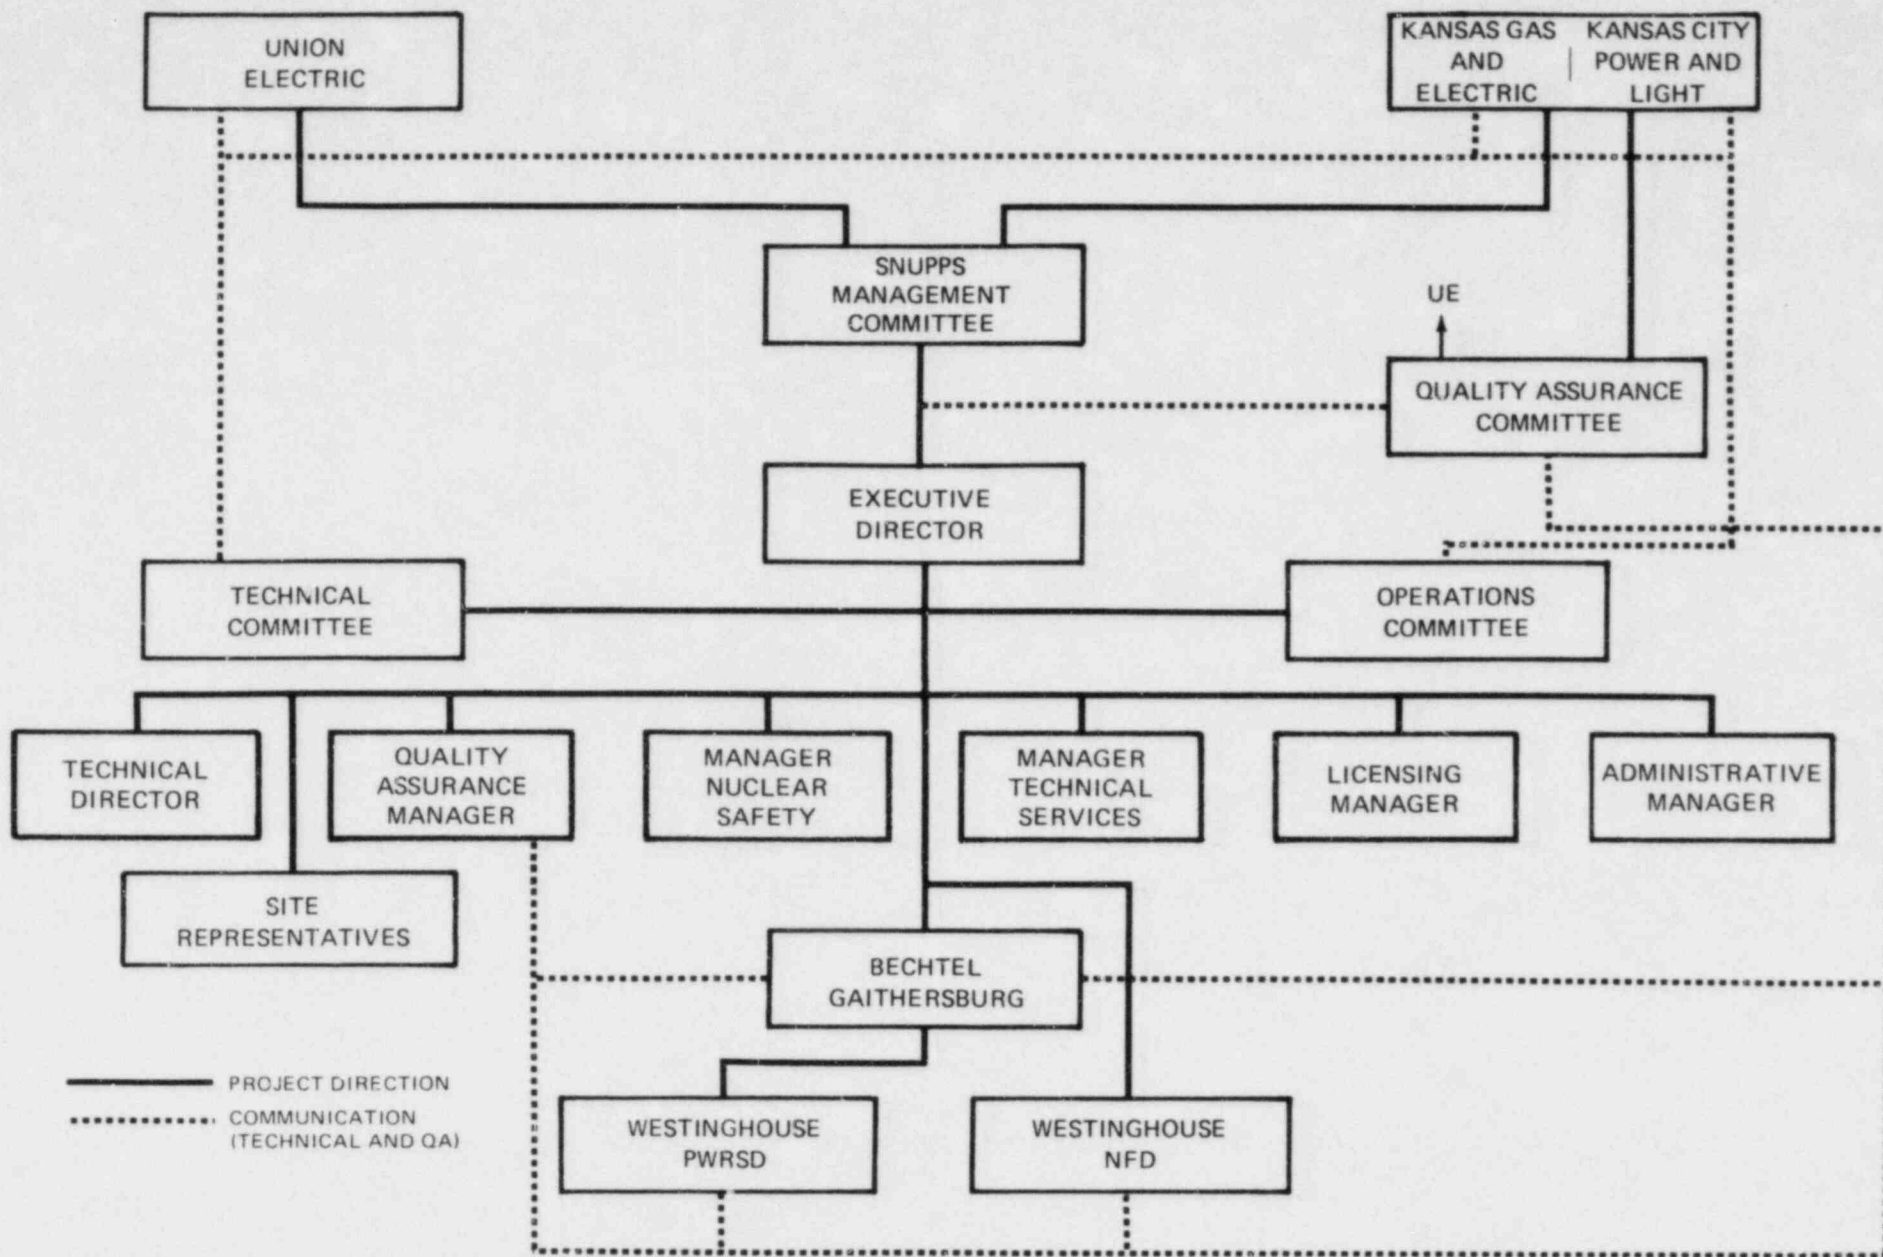 UNION
ELECTRIC
KANSAS GAS
AND
ELECTRIC
KANSAS CITY
POWER AND
LIGHT
SNUPPS
MANAGEMENT
COMMITTEE
UE
QUALITY ASSURANCE
COMMITTEE
EXECUTIVE
DIRECTOR
TECHNICAL
COMMITTEE
OPERATIONS
COMMITTEE
TECHNICAL
DIRECTOR
QUALITY
ASSURANCE
MANAGER
MANAGER
NUCLEAR
SAFETY
MANAGER
TECHNICAL
SERVICES
LICENSING
MANAGER
ADMINISTRATIVE
MANAGER
SITE
REPRESENTATIVES
BECHTEL
GAITHERSBURG
PROJECT DIRECTION
COMMUNICATION
(TECHNICAL AND QA)
WESTINGHOUSE
PWRSD
WESTINGHOUSE
NFD